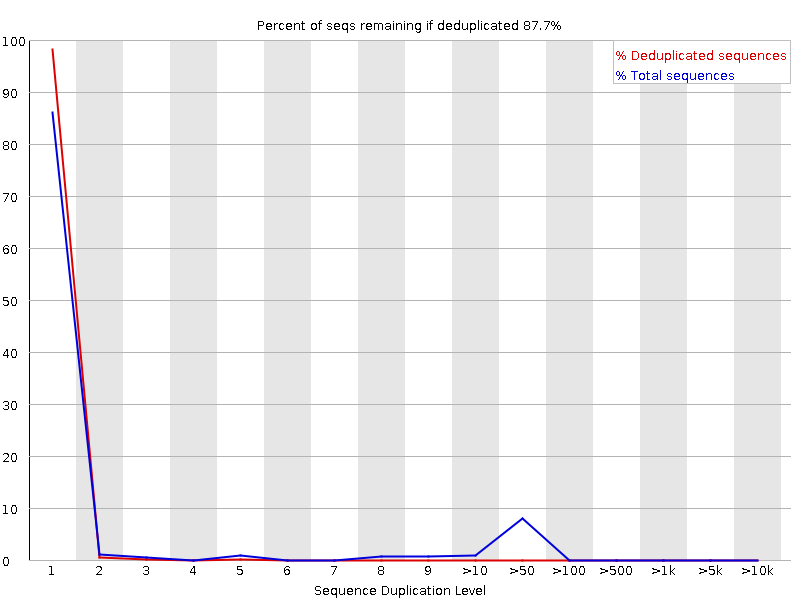 Percent of seqs remaining if deduplicated 87.7%
% Deduplicated sequences
% Total sequences
100
90
80
70
60
50
40
30
20
10
0
1 2 3 4 5 6 7 8 9 >10 >50 >100 >500 >1k >5k >10k
Sequence Duplication Level